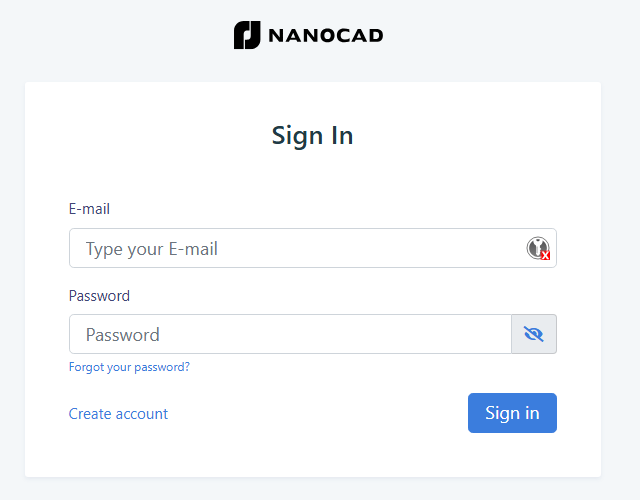 NANOCAD
Sign In
E-mail
Type your E-mail
Password
Password
Forgot your password?
Create account
Sign in